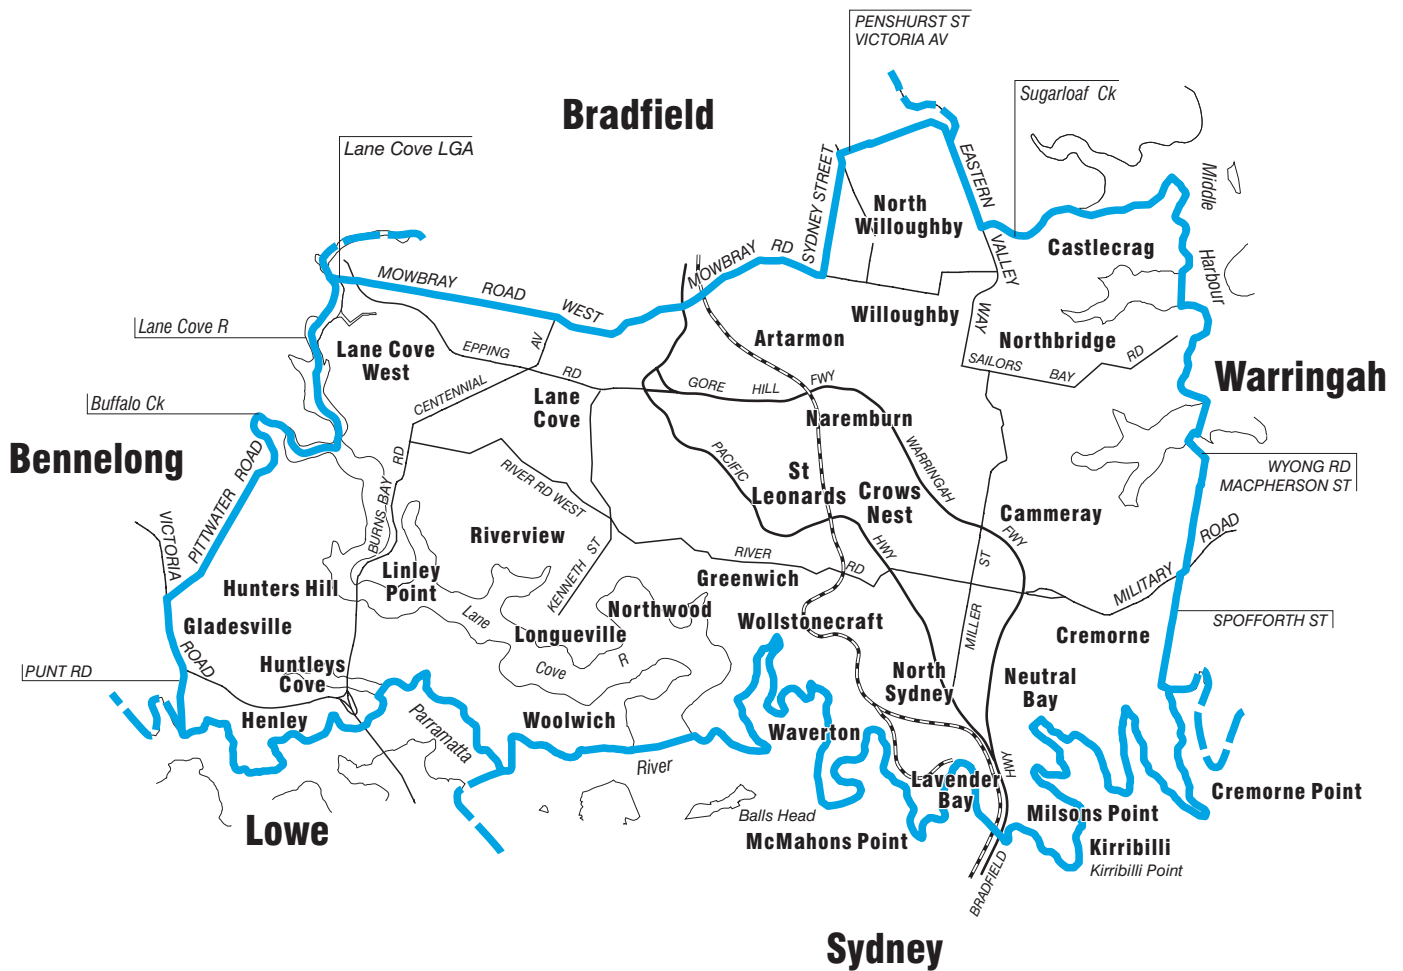 PENSHURST ST
VICTORIA AV
Bradfield
Sugarloaf Ck
Lane Cove LGA
EASTERN
VALLEY
WAY
Middle
Harbour
SYDNEY STREET
North
Willoughby
Castlecrag
MOWBRAY RD
MOWBRAY ROAD WEST
Lane Cove R
Willoughby
Artarmon
Northbridge
Lane Cove
West
EPPING RD
AV
CENTENNIAL
SAILORS BAY RD
Warringah
GORE HILL FWY
Lane
Cove
Buffalo Ck
Naremburn
Bennelong
PITTWATER ROAD
BURNS BAY RD
RIVER RD WEST
PACIFIC
HWY
WARRINGAH
FWY
WYONG RD
MACPHERSON ST
St
Leonards
Crows
Nest
Cammeray
VICTORIA
ROAD
Riverview
KENNETH ST
RIVER RD
Greenwich
MILLER ST
MILITARY ROAD
Hunters Hill
Linley
Point
Lane
Cove
R
Northwood
Longueville
Wollstonecraft
Gladesville
Cremorne
SPOFFORTH ST
PUNT RD
Huntleys
Cove
North
Sydney
Neutral
Bay
Henley
Parramatta
River
Woolwich
Waverton
HWY
Lavender
Bay
Cremorne Point
Milsons Point
Balls Head
McMahons Point
Lowe
Kirribilli
Kirribilli Point
BRADFIELD
Sydney